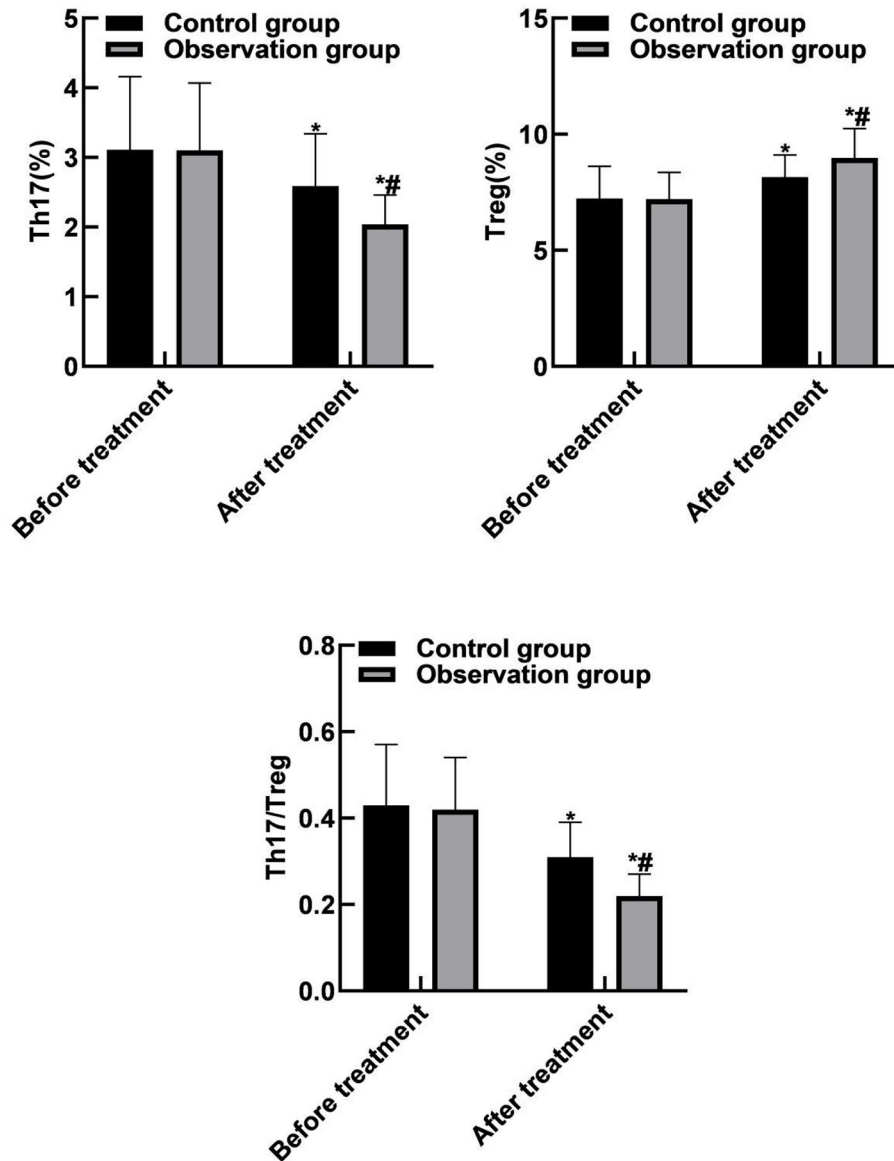 Control group
Observation group
Th17(%)
5
4
3
2
1
0
*
*#
Before treatment
After treatment
Control group
Observation group
Treg(%)
15
10
5
0
*
*#
Before treatment
After treatment
Control group
Observation group
Th17/Treg
0.8
0.6
0.4
0.2
0.0
*
*#
Before treatment
After treatment